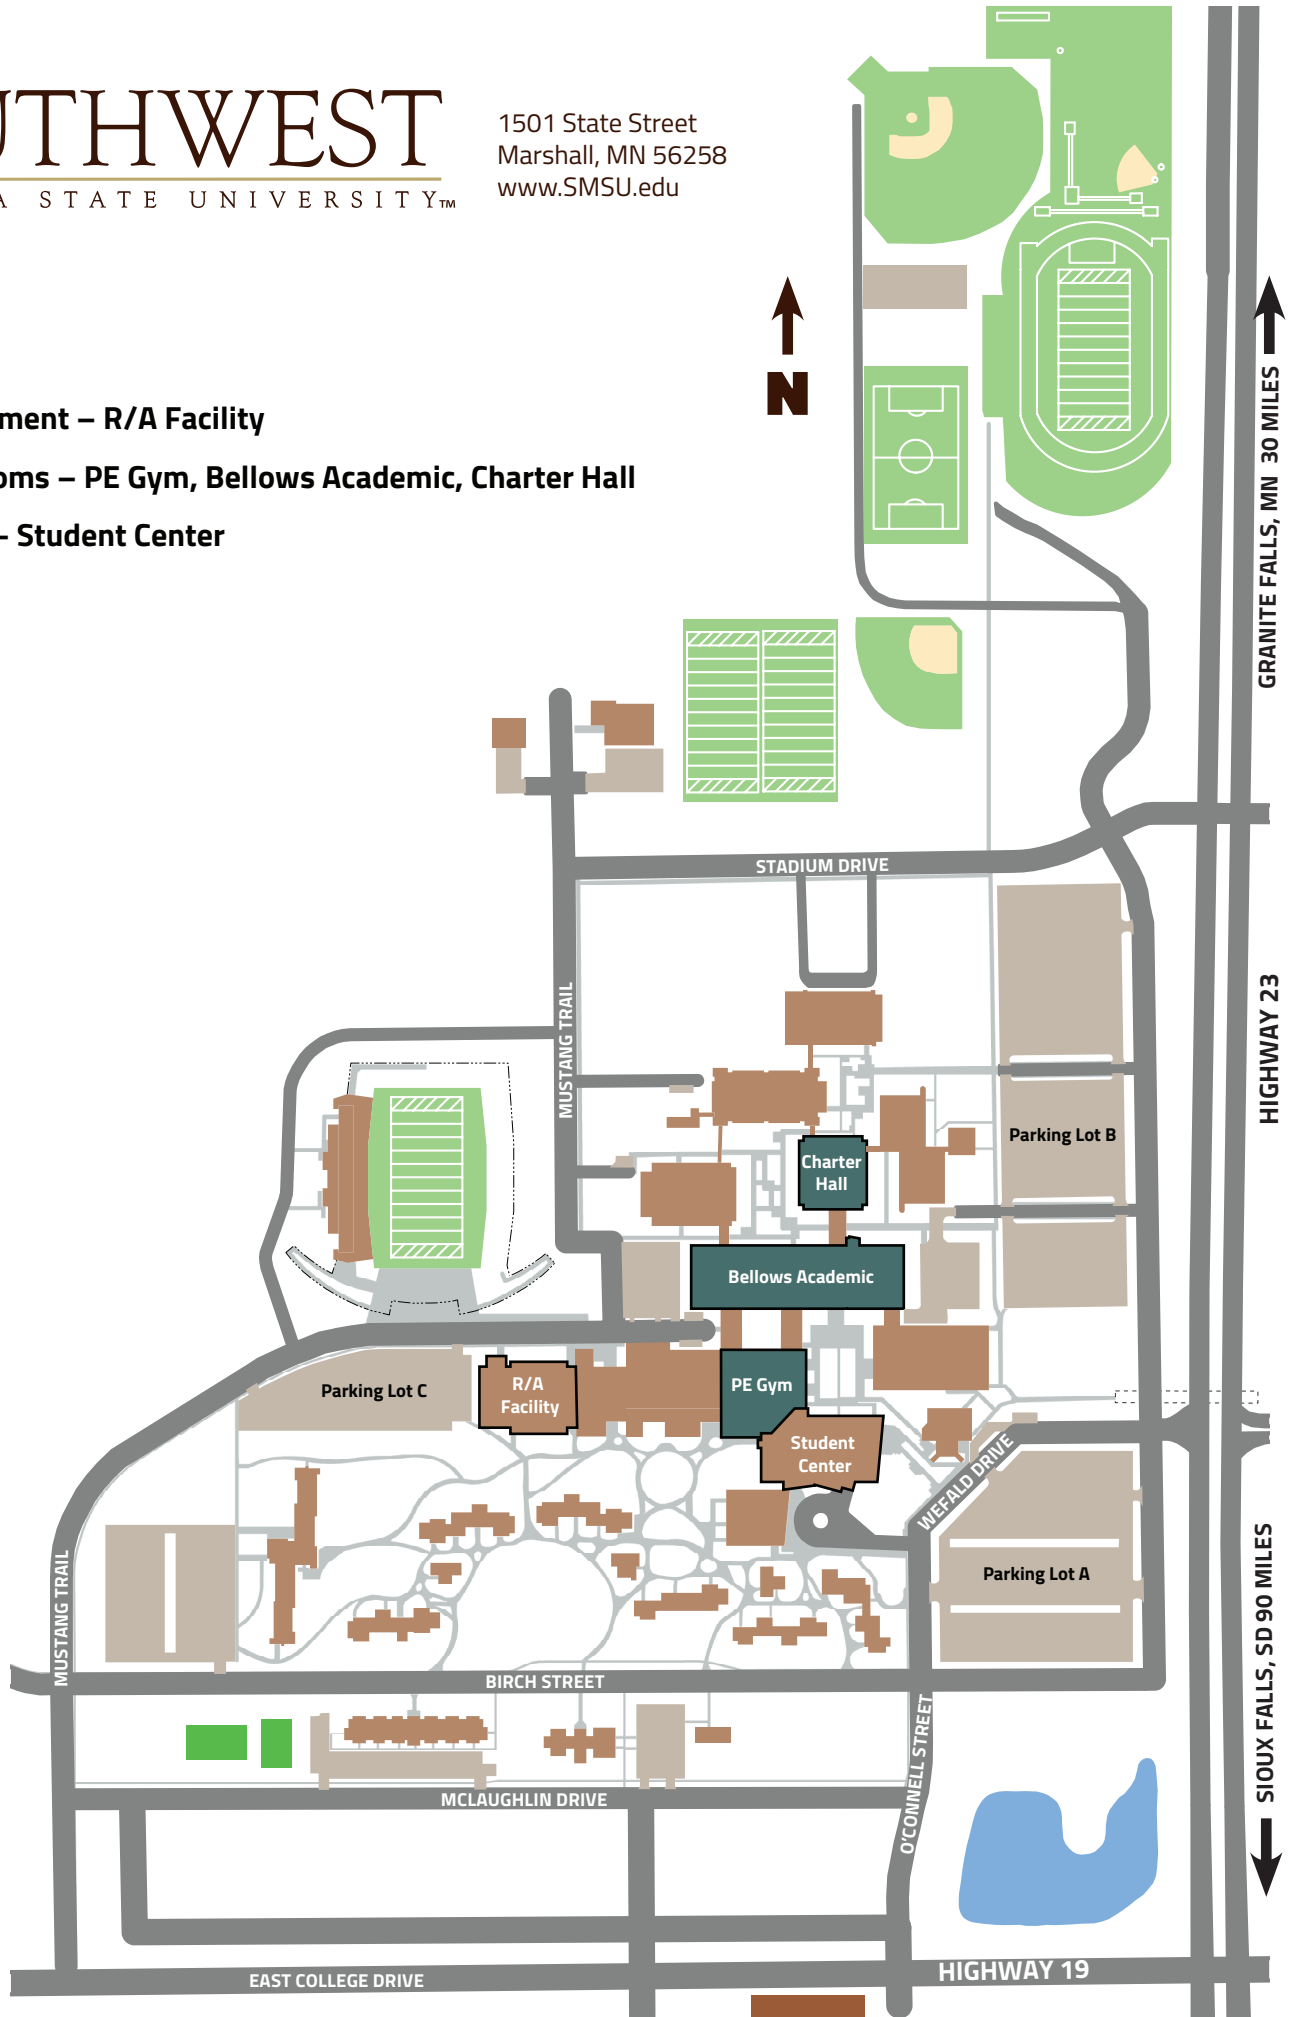 UTHWEST
A STATE UNIVERSITY™
1501 State Street
Marshall, MN 56258
www.SMSU.edu
N
ment – R/A Facility
oms – PE Gym, Bellows Academic, Charter Hall
– Student Center
GRANITE FALLS, MN 30 MILES
STADIUM DRIVE
MUSTANG TRAIL
HIGHWAY 23
Parking Lot B
Charter
Hall
Bellows Academic
Parking Lot C
R/A
Facility
PE Gym
Student
Center
WEFALD DRIVE
Parking Lot A
MUSTANG TRAIL
SIOUX FALLS, SD 90 MILES
BIRCH STREET
O'CONNELL STREET
MCLAUGHLIN DRIVE
EAST COLLEGE DRIVE
HIGHWAY 19